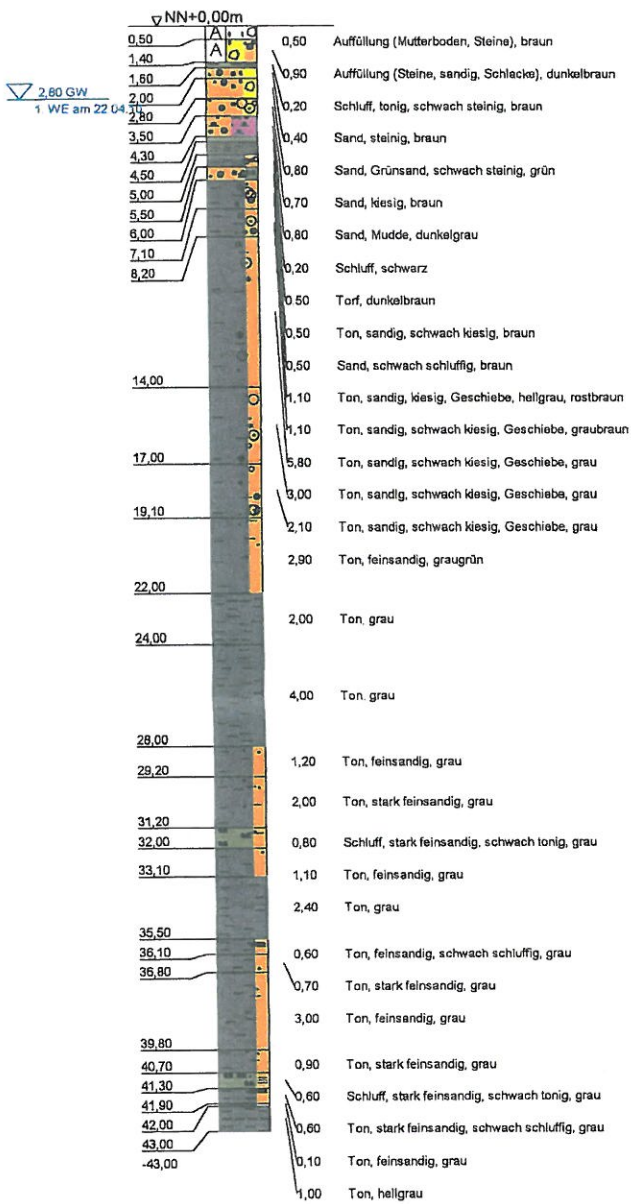 NN+0,00m
A
0,50
0,50 Auffüllung (Mutterboden, Steine), braun
A
1,40
0,90 Auffüllung (Steine, sandig, Schlacke), dunkelbraun
1,60
2,80 GW
2,00
0,20 Schluff, tonig, schwach steinig, braun
1. WE am 22.04.
2,80
3,50
0,40 Sand, steinig, braun
4,30
0,80 Sand, Grünsand, schwach steinig, grün
4,50
5,00
0,70 Sand, kiesig, braun
5,50
6,00
0,80 Sand, Mudde, dunkelgrau
7,10
0,20 Schluff, schwarz
8,20
0,50 Torf, dunkelbraun
0,50 Ton, sandig, schwach kiesig, braun
0,50 Sand, schwach schluffig, braun
14,00
1,10 Ton, sandig, kiesig, Geschiebe, hellgrau, rostbraun
1,10 Ton, sandig, schwach kiesig, Geschiebe, graubraun
17,00
5,80 Ton, sandig, schwach kiesig, Geschiebe, grau
3,00 Ton, sandig, schwach kiesig, Geschiebe, grau
19,10
2,10 Ton, sandig, schwach kiesig, Geschiebe, grau
2,90 Ton, feinsandig, graugrün
22,00
2,00 Ton, grau
24,00
4,00 Ton, grau
28,00
1,20 Ton, feinsandig, grau
29,20
2,00 Ton, stark feinsandig, grau
31,20
0,80 Schluff, stark feinsandig, schwach tonig, grau
32,00
33,10
1,10 Ton, feinsandig, grau
2,40 Ton, grau
35,50
36,10
0,60 Ton, feinsandig, schwach schluffig, grau
36,80
0,70 Ton, stark feinsandig, grau
3,00 Ton, feinsandig, grau
39,80
0,90 Ton, stark feinsandig, grau
40,70
41,30
0,60 Schluff, stark feinsandig, schwach tonig, grau
41,90
42,00
0,60 Ton, stark feinsandig, schwach schluffig, grau
43,00
-43,00
0,10 Ton, feinsandig, grau
1,00 Ton, hellgrau